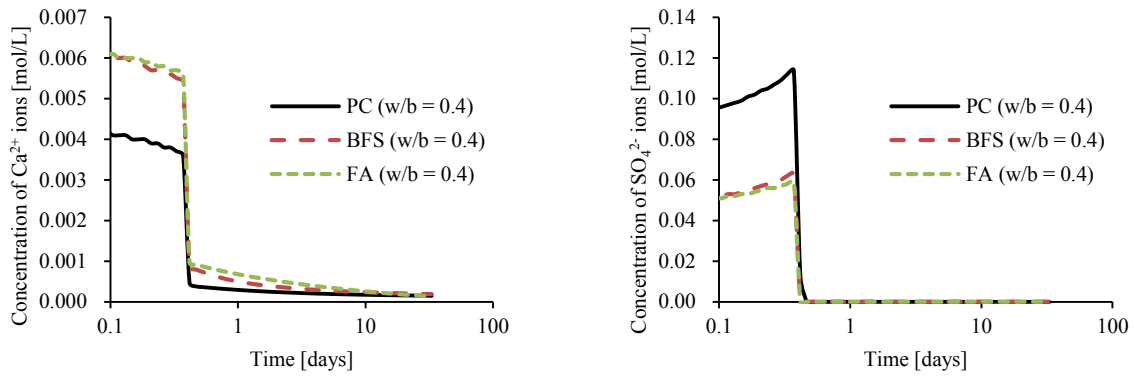 Concentration of Ca²⁺ ions [mol/L]
0.007
0.006
0.005
0.004
0.003
0.002
0.001
0.000
0.1
1
10
100
Time [days]
PC (w/b = 0.4)
BFS (w/b = 0.4)
FA (w/b = 0.4)
Concentration of SO₄²⁻ ions [mol/L]
0.14
0.12
0.10
0.08
0.06
0.04
0.02
0.00
0.1
1
10
100
Time [days]
PC (w/b = 0.4)
BFS (w/b = 0.4)
FA (w/b = 0.4)